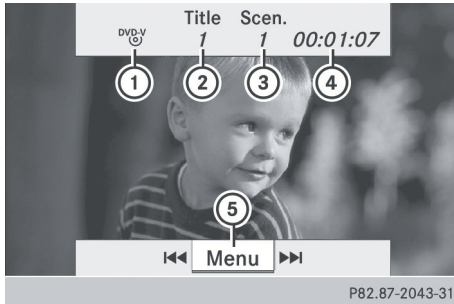 Title Scen.
DVD-V 1 1 00:01:07
1 2 3 4
5
Menu
P82.87-2043-31